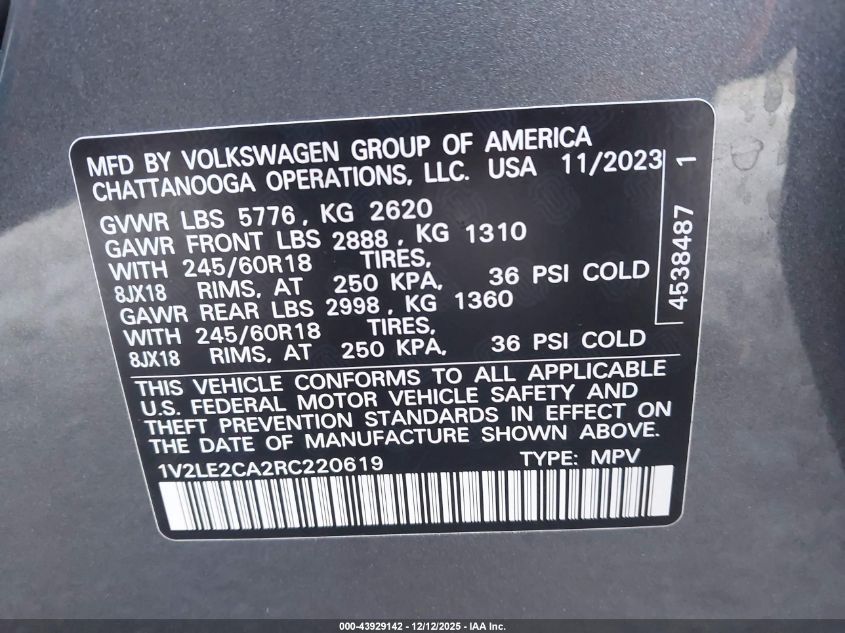 MFD BY VOLKSWAGEN GROUP OF AMERICA
CHATTANOOGA OPERATIONS, LLC. USA 11/2023
GVWR LBS 5776, KG 2620
GAWR FRONT LBS 2888, KG 1310
WITH 245/60R18 TIRES,
8JX18 RIMS, AT 250 KPA, 36 PSI COLD
GAWR REAR LBS 2998, KG 1360
WITH 245/60R18 TIRES,
8JX18 RIMS, AT 250 KPA, 36 PSI COLD
4538487 1
THIS VEHICLE CONFORMS TO ALL APPLICABLE
U.S. FEDERAL MOTOR VEHICLE SAFETY AND
THEFT PREVENTION STANDARDS IN EFFECT ON
THE DATE OF MANUFACTURE SHOWN ABOVE.
1V2LE2CA2RC220619 TYPE: MPV
000-43929142 - 12/12/2025 - IAA Inc.